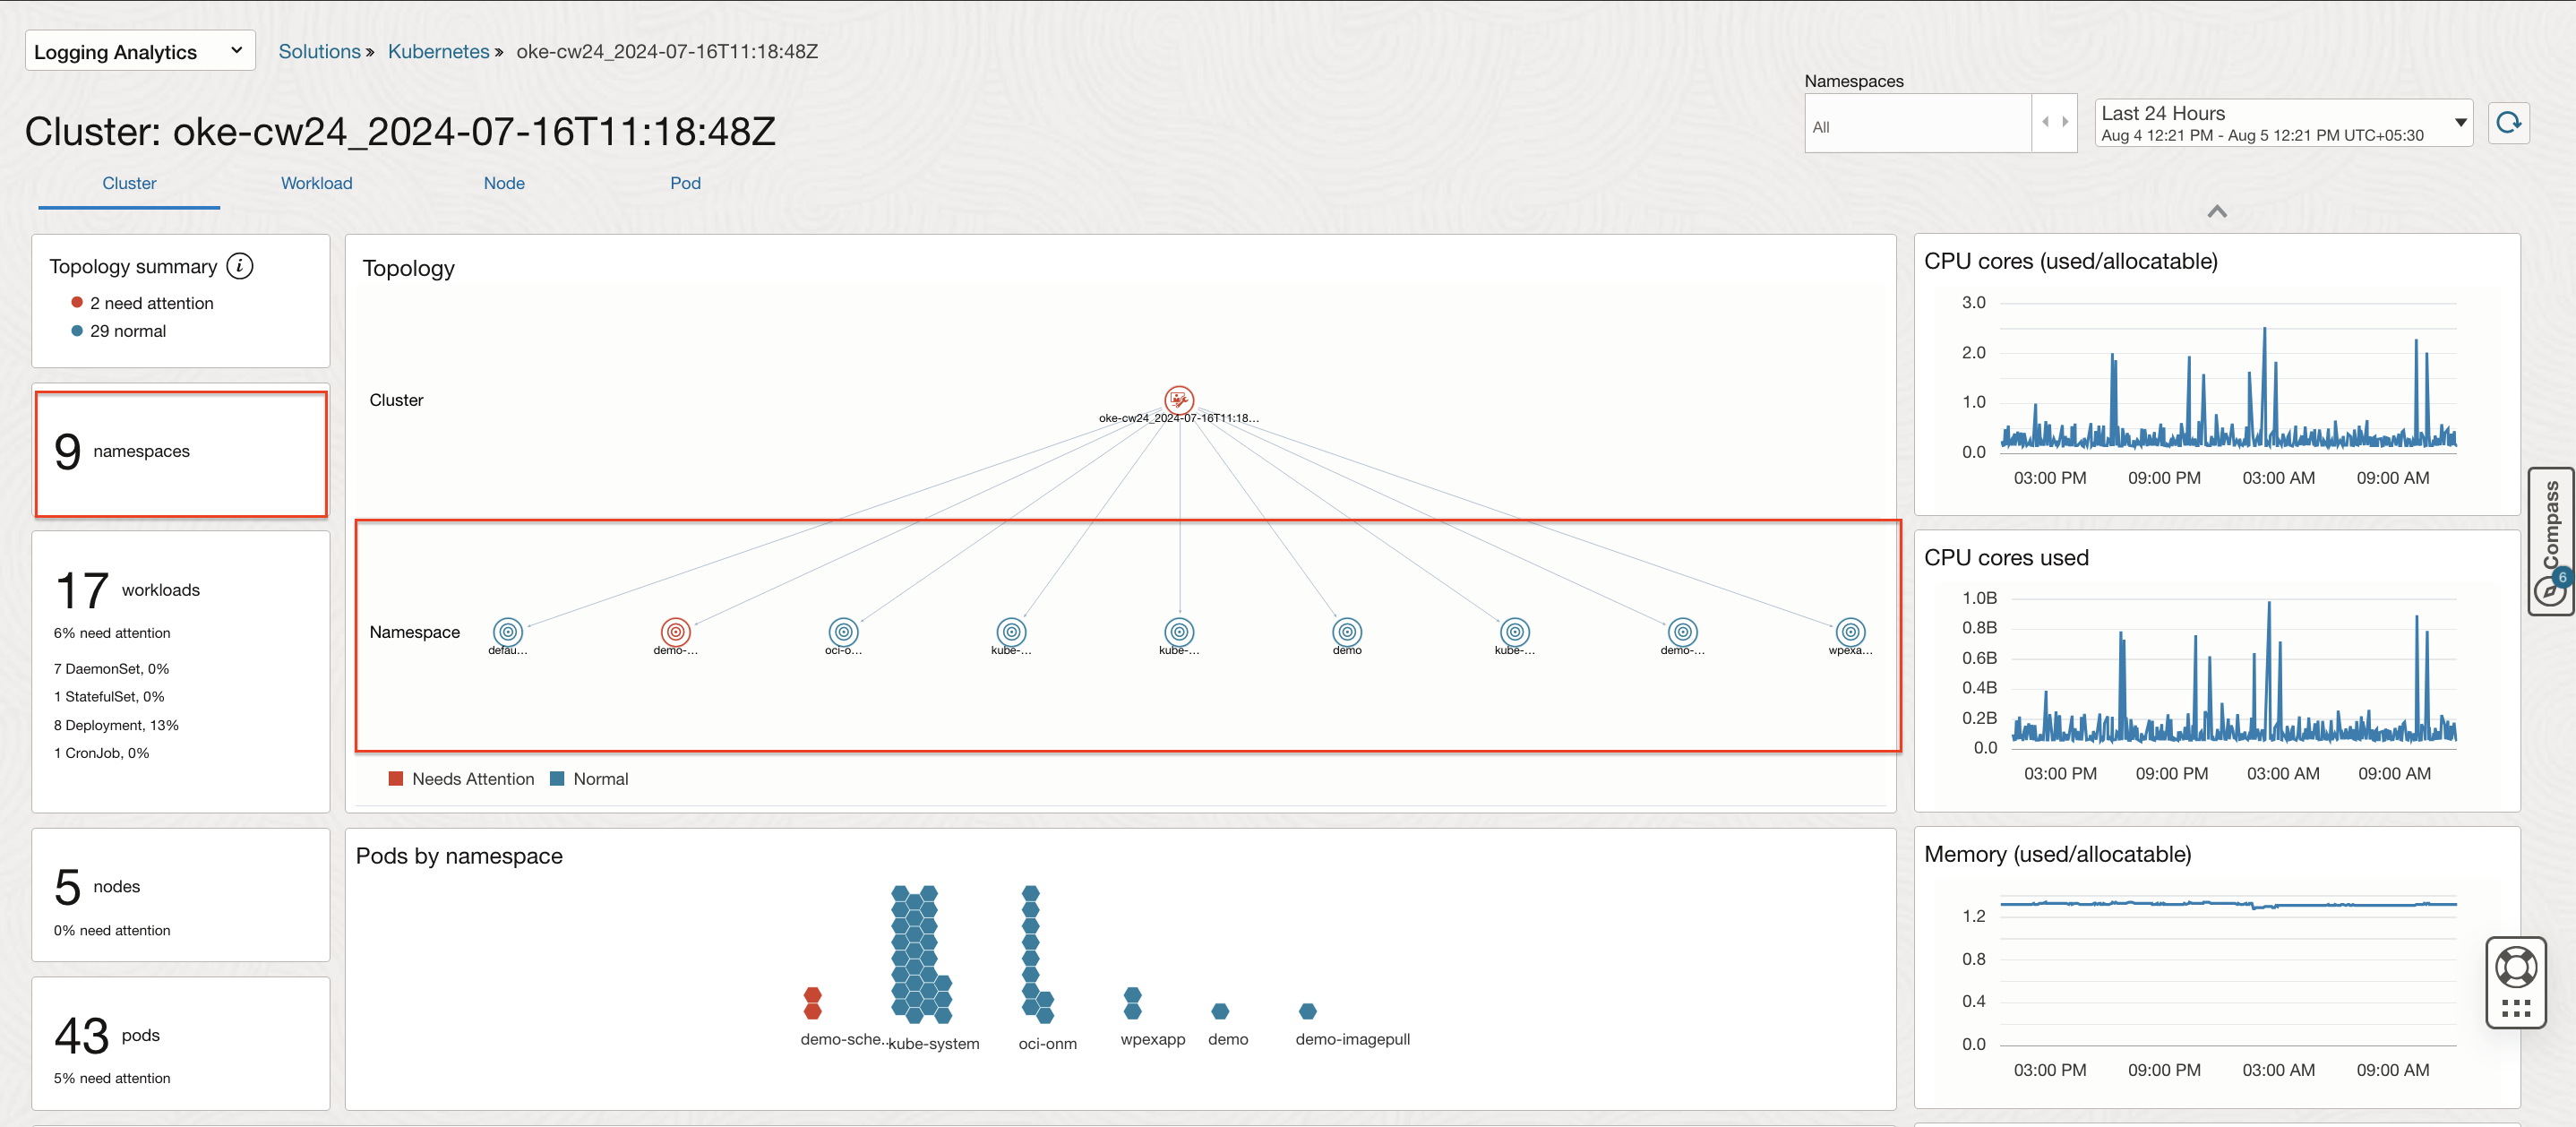 Logging Analytics
Solutions » Kubernetes » oke-cw24_2024-07-16T11:18:48Z
Namespaces
All
Last 24 Hours
Aug 4 12:21 PM - Aug 5 12:21 PM UTC+05:30
Cluster: oke-cw24_2024-07-16T11:18:48Z
Cluster Workload Node Pod
Topology summary i
2 need attention
29 normal
9 namespaces
17 workloads
6% need attention
7 DaemonSet, 0%
1 StatefulSet, 0%
8 Deployment, 13%
1 CronJob, 0%
5 nodes
0% need attention
43 pods
5% need attention
Topology
Cluster
oke-cw24_2024-07-16T11:18...
Namespace
defau... demo-... oci-o... kube-... kube-... demo kube-... demo-... wpexa...
Needs Attention Normal
Pods by namespace
demo-sche... kube-system oci-onm wpexapp demo demo-imagepull
CPU cores (used/allocatable)
3.0
2.0
1.0
0.0
03:00 PM 09:00 PM 03:00 AM 09:00 AM
CPU cores used
1.0B
0.8B
0.6B
0.4B
0.2B
0.0
03:00 PM 09:00 PM 03:00 AM 09:00 AM
Memory (used/allocatable)
1.2
0.8
0.4
0.0
03:00 PM 09:00 PM 03:00 AM 09:00 AM
Compass
6